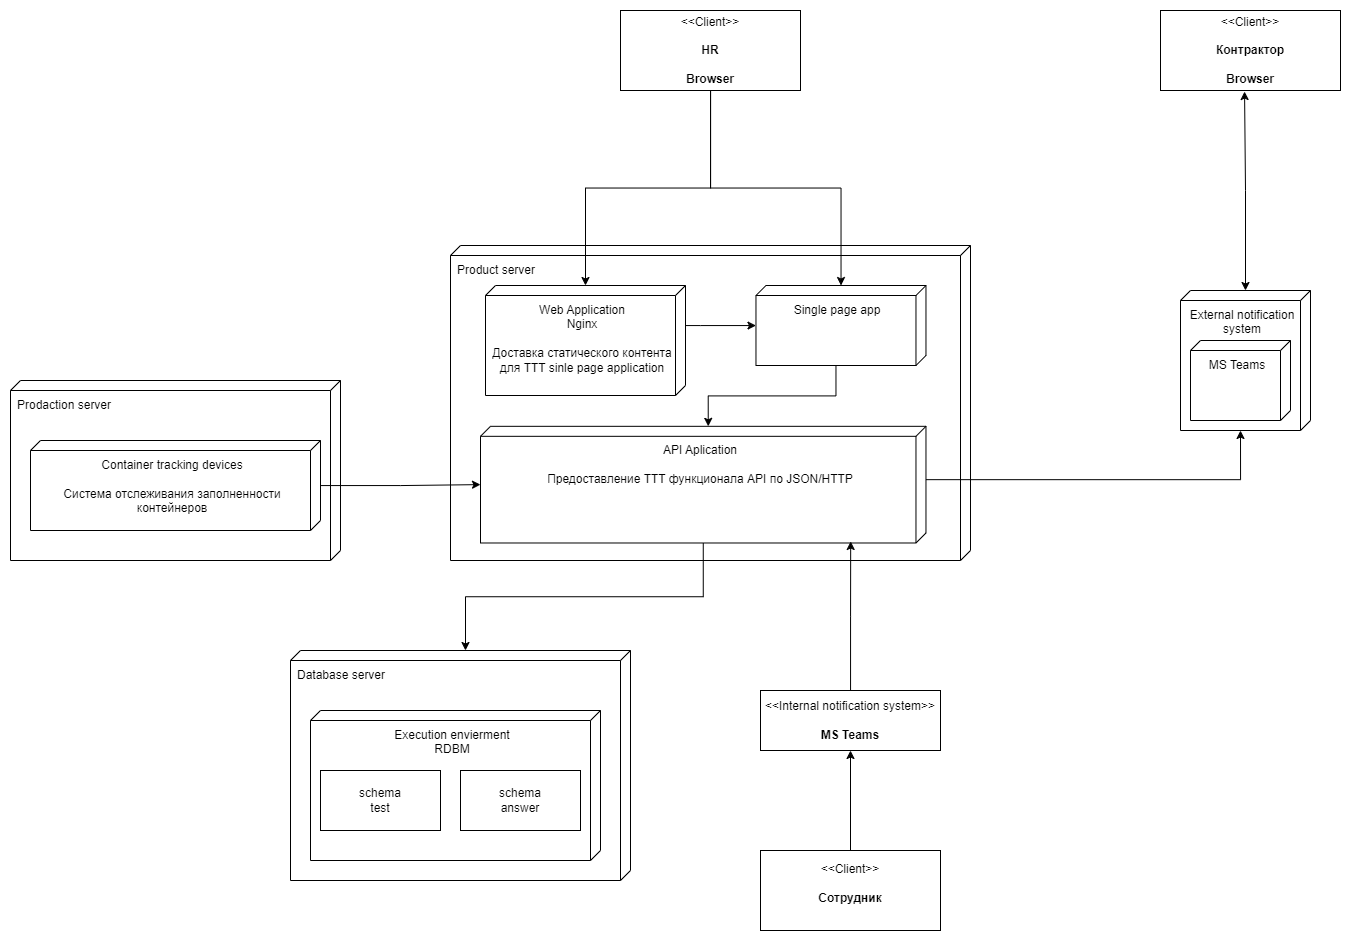 <<Client>>
HR
Browser
<<Client>>
Контрактор
Browser
Product server
Web Application
Nginx
Доставка статического контента
для TTT sinle page application
Single page app
External notification
system
MS Teams
Prodaction server
Container tracking devices
Система отслеживания заполненности
контейнеров
API Aplication
Предоставление TTT функционала API по JSON/HTTP
Database server
Execution envierment
RDBM
schema
test
schema
answer
<<Internal notification system>>
MS Teams
<<Client>>
Сотрудник